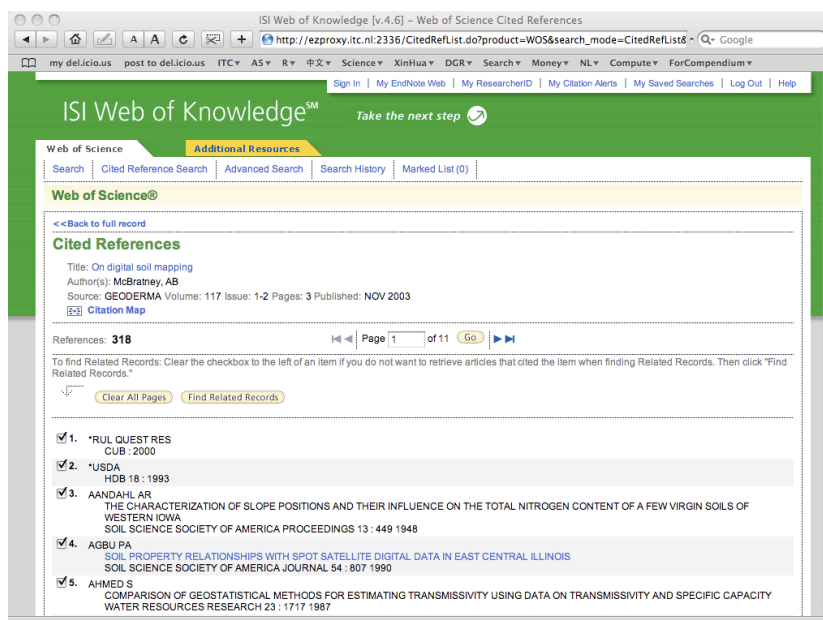 ISI Web of Knowledge [v.4.6] – Web of Science Cited References
A A C + http://ezproxy.itc.nl:2336/CitedRefList.do?product=WOS&search_mode=CitedRefList& Q Google
my del.icio.us post to del.icio.us ITC▾ AS▾ R▾ 中文▾ Science▾ XinHua▾ DGR▾ Search▾ Money▾ NL▾ Compute▾ ForCompendium▾
Sign In | My EndNote Web | My ResearcherID | My Citation Alerts | My Saved Searches | Log Out | Help
ISI Web of Knowledge℠ Take the next step
Web of Science Additional Resources
Search Cited Reference Search Advanced Search Search History Marked List (0)
Web of Science®
<<Back to full record
Cited References
Title: On digital soil mapping
Author(s): McBratney, AB
Source: GEODERMA Volume: 117 Issue: 1-2 Pages: 3 Published: NOV 2003
Citation Map
References: 318 Page 1 of 11 Go
To find Related Records: Clear the checkbox to the left of an item if you do not want to retrieve articles that cited the item when finding Related Records. Then click "Find
Related Records."
Clear All Pages Find Related Records
1. *RUL QUEST RES
CUB : 2000
2. *USDA
HDB 18 : 1993
3. AANDAHL AR
THE CHARACTERIZATION OF SLOPE POSITIONS AND THEIR INFLUENCE ON THE TOTAL NITROGEN CONTENT OF A FEW VIRGIN SOILS OF
WESTERN IOWA
SOIL SCIENCE SOCIETY OF AMERICA PROCEEDINGS 13 : 449 1948
4. AGBU PA
SOIL PROPERTY RELATIONSHIPS WITH SPOT SATELLITE DIGITAL DATA IN EAST CENTRAL ILLINOIS
SOIL SCIENCE SOCIETY OF AMERICA JOURNAL 54 : 807 1990
5. AHMED S
COMPARISON OF GEOSTATISTICAL METHODS FOR ESTIMATING TRANSMISSIVITY USING DATA ON TRANSMISSIVITY AND SPECIFIC CAPACITY
WATER RESOURCES RESEARCH 23 : 1717 1987